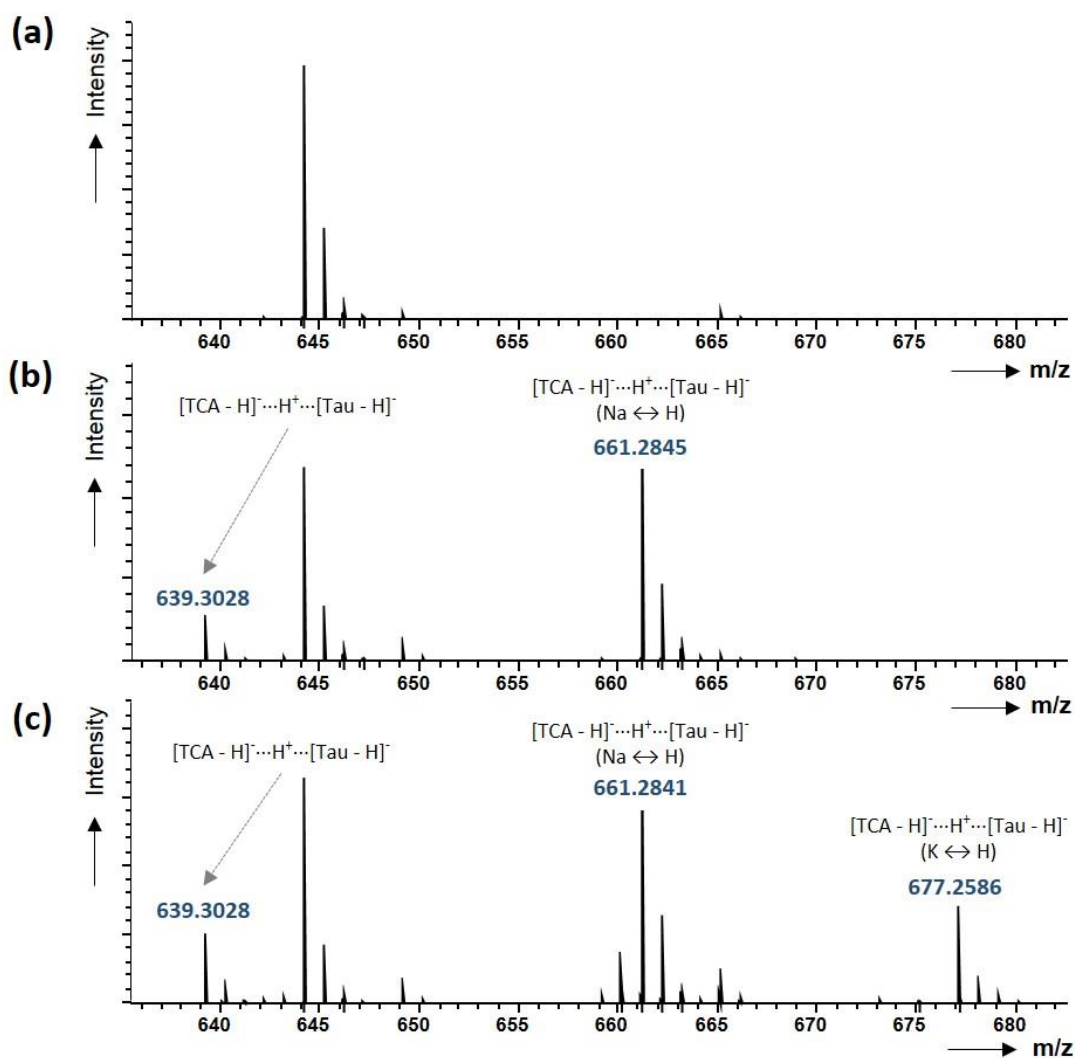 (a)
Intensity
640 645 650 655 660 665 670 675 680
m/z
(b)
Intensity
[TCA - H]⁻···H⁺···[Tau - H]⁻
[TCA - H]⁻···H⁺···[Tau - H]⁻
(Na ↔ H)
661.2845
639.3028
640 645 650 655 660 665 670 675 680
m/z
(c)
Intensity
[TCA - H]⁻···H⁺···[Tau - H]⁻
[TCA - H]⁻···H⁺···[Tau - H]⁻
(Na ↔ H)
661.2841
[TCA - H]⁻···H⁺···[Tau - H]⁻
(K ↔ H)
677.2586
639.3028
640 645 650 655 660 665 670 675 680
m/z